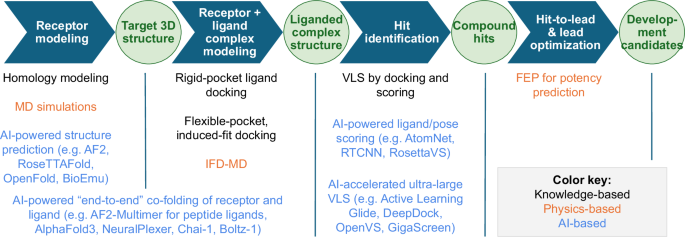 Receptor
modeling
Target 3D
structure
Receptor +
ligand
complex
modeling
Liganded
complex
structure
Hit
identification
Compound
hits
Hit-to-lead
& lead
optimization
Develop-
ment
candidates
Homology modeling
MD simulations
AI-powered structure
prediction (e.g. AF2,
RoseTTAFold,
OpenFold, BioEmu)
Rigid-pocket ligand
docking
Flexible-pocket,
induced-fit docking
IFD-MD
AI-powered “end-to-end” co-folding of receptor and
ligand (e.g. AF2-Multimer for peptide ligands,
AlphaFold3, NeuralPlexer, Chai-1, Boltz-1)
VLS by docking and
scoring
AI-powered ligand/pose
scoring (e.g. AtomNet,
RTCNN, RosettaVS)
AI-accelerated ultra-large
VLS (e.g. Active Learning
Glide, DeepDock,
OpenVS, GigaScreen)
FEP for potency
prediction
Color key:
Knowledge-based
Physics-based
AI-based